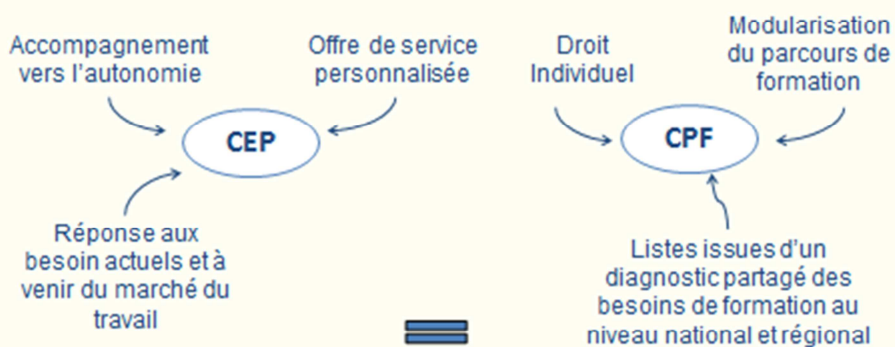 Accompagnement
vers l'autonomie
Offre de service
personnalisée
CEP
Réponse aux
besoin actuels et à
venir du marché du
travail
Droit
Individuel
Modularisation
du parcours de
formation
CPF
Listes issues d'un
diagnostic partagé des
besoins de formation au
niveau national et régional